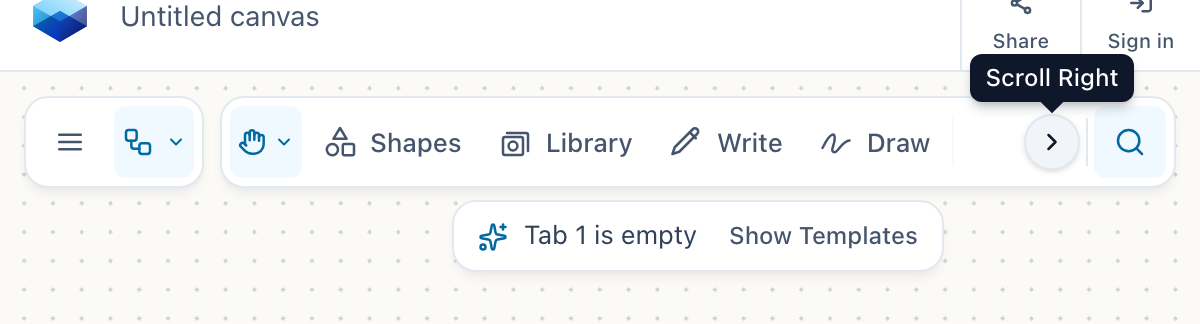 Untitled canvas
Share
Sign in
Scroll Right
Shapes
Library
Write
Draw
Tab 1 is empty
Show Templates